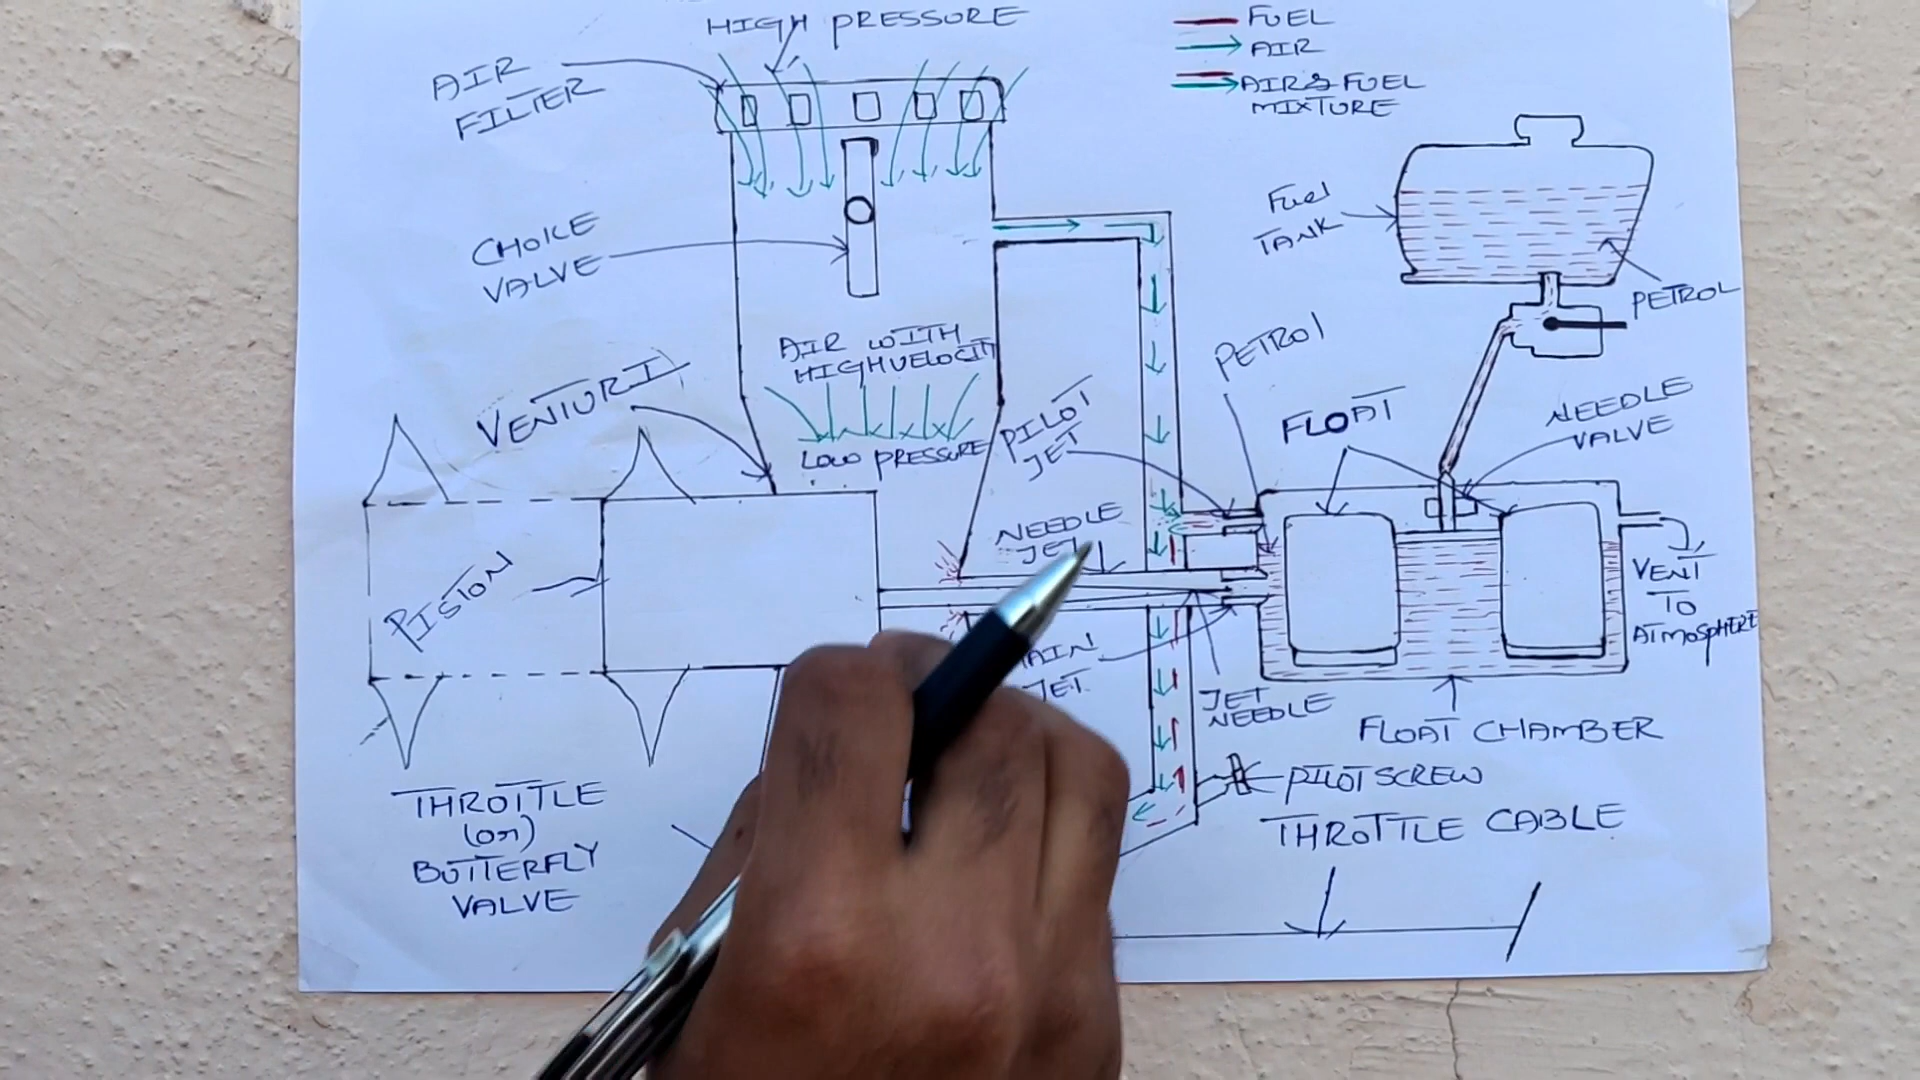 HIGH PRESSURE
FUEL
AIR
AIR & FUEL
MIXTURE
AIR
FILTER
Fuel
TANK
PETROL
CHOKE
VALVE
AIR WITH
HIGH VELOCITY
LOW PRESSURE
VENTURI
PILOT
JET
PETROL
FLOAT
NEEDLE
VALVE
NEEDLE
JET
PISTON
VENT
TO
ATMOSPHERE
JET
JET
NEEDLE
FLOAT CHAMBER
PILOT SCREW
THROTTLE CABLE
THROTTLE
(or)
BUTTERFLY
VALVE